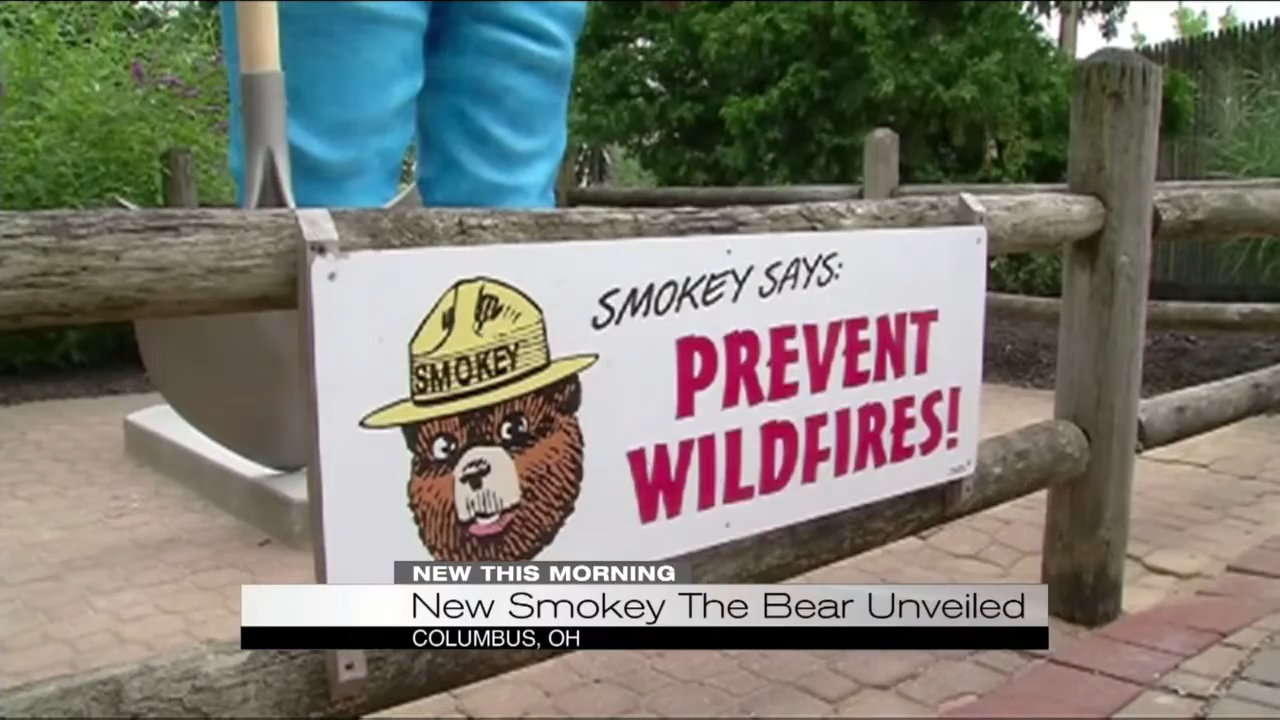 SMOKEY SAYS:
SMOKEY
PREVENT
WILDFIRES!
NEW THIS MORNING
New Smokey The Bear Unveiled
COLUMBUS, OH